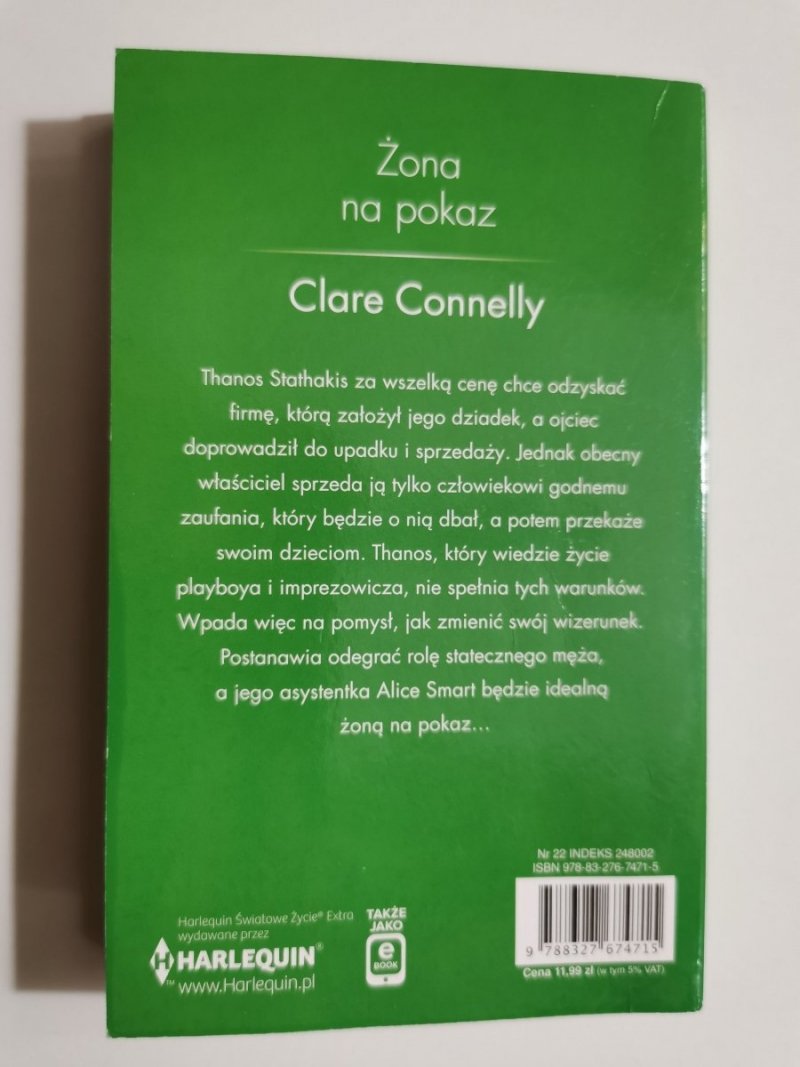 Żona
na pokaz
Clare Connelly
Thanos Stathakis za wszelką cenę chce odzyskać
firmę, którą założył jego dziadek, a ojciec
doprowadził do upadku i sprzedaży. Jednak obecny
właściciel sprzeda ją tylko człowiekowi godnemu
zaufania, który będzie o nią dbał, a potem przekaże
swoim dzieciom. Thanos, który wiedzie życie
playboya i imprezowicza, nie spełnia tych warunków.
Wpada więc na pomysł, jak zmienić swój wizerunek.
Postanawia odegrać rolę statecznego męża,
a jego asystentka Alice Smart będzie idealną
żoną na pokaz...
Nr 22 INDEKS 248002
ISBN 978-83-276-7471-5
9 788327 674715
Cena 11,99 zł (w tym 5% VAT)
Harlequin Światowe Życie® Extra
wydawane przez
HARLEQUIN®
™
www.Harlequin.pl
TAKŻE
JAKO
e
BOOK